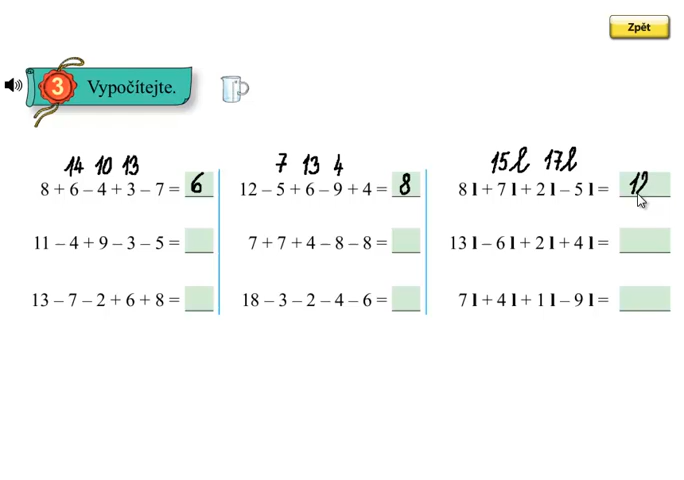 Zpět
3 Vypočítejte.
14 10 13
8 + 6 – 4 + 3 – 7 = 6
11 – 4 + 9 – 3 – 5 =
13 – 7 – 2 + 6 + 8 =
7 13 4
12 – 5 + 6 – 9 + 4 = 8
7 + 7 + 4 – 8 – 8 =
18 – 3 – 2 – 4 – 6 =
15 l 17 l
8 l + 7 l + 2 l – 5 l = 12
13 l – 6 l + 2 l + 4 l =
7 l + 4 l + 1 l – 9 l =